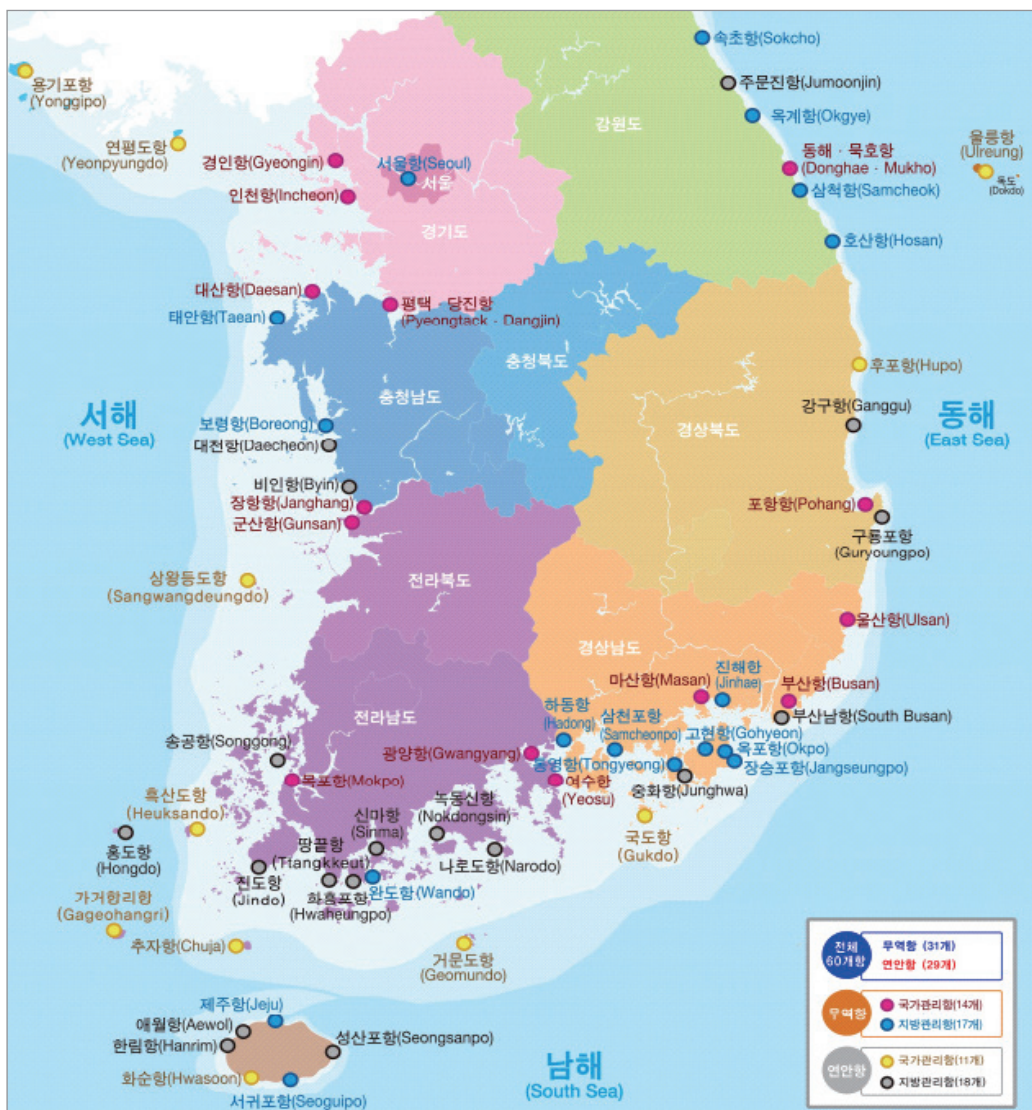 속초항(Sokcho)
용기포항
(Yonggipo)
주문진항(Jumoonjin)
옥계항(Okgye)
강원도
연평도항
(Yeonpyungdo)
울릉항
(Ulreung)
독도
(Dokdo)
경인항(Gyeongin)
서울항(Seoul)
서울
동해 · 묵호항
(Donghae · Mukho)
인천항(Incheon)
삼척항(Samcheok)
경기도
호산항(Hosan)
대산항(Daesan)
평택 · 당진항
(Pyeongtack · Dangjin)
태안항(Taean)
충청북도
후포항(Hupo)
충청남도
강구항(Ganggu)
서해
(West Sea)
동해
(East Sea)
보령항(Boreong)
경상북도
대천항(Daecheon)
비인항(Byin)
장항항(Janghang)
포항항(Pohang)
군산항(Gunsan)
구룡포항
(Guryoungpo)
상왕등도항
(Sangwangdeungdo)
전라북도
울산항(Ulsan)
경상남도
마산항(Masan)
진해항
(Jinhae)
부산항(Busan)
전라남도
하동항
(Hadong)
삼천포항
(Samcheonpo)
부산남항(South Busan)
송공항(Songgong)
고현항(Gohyeon)
광양항(Gwangyang)
옥포항(Okpo)
통영항(Tongyeong)
장승포항(Jangseungpo)
목포항(Mokpo)
여수항
(Yeosu)
중화항(Junghwa)
흑산도항
(Heuksando)
신마항
(Sinma)
녹동신항
(Nokdongsin)
국도항
(Gukdo)
홍도항
(Hongdo)
땅끝항
(Ttangkkeut)
나로도항(Narodo)
진도항
(Jindo)
화흥포항
(Hwaheungpo)
완도항(Wando)
가거항리항
(Gageohangri)
추자항(Chuja)
거문도항
(Geomundo)
제주항(Jeju)
애월항(Aewol)
한림항(Hanrim)
성산포항(Seongsanpo)
화순항(Hwasoon)
서귀포항(Seoguipo)
남해
(South Sea)
전체
60개항
무역항 (31개)
연안항 (29개)
무역항
국가관리항(14개)
지방관리항(17개)
연안항
국가관리항(11개)
지방관리항(18개)